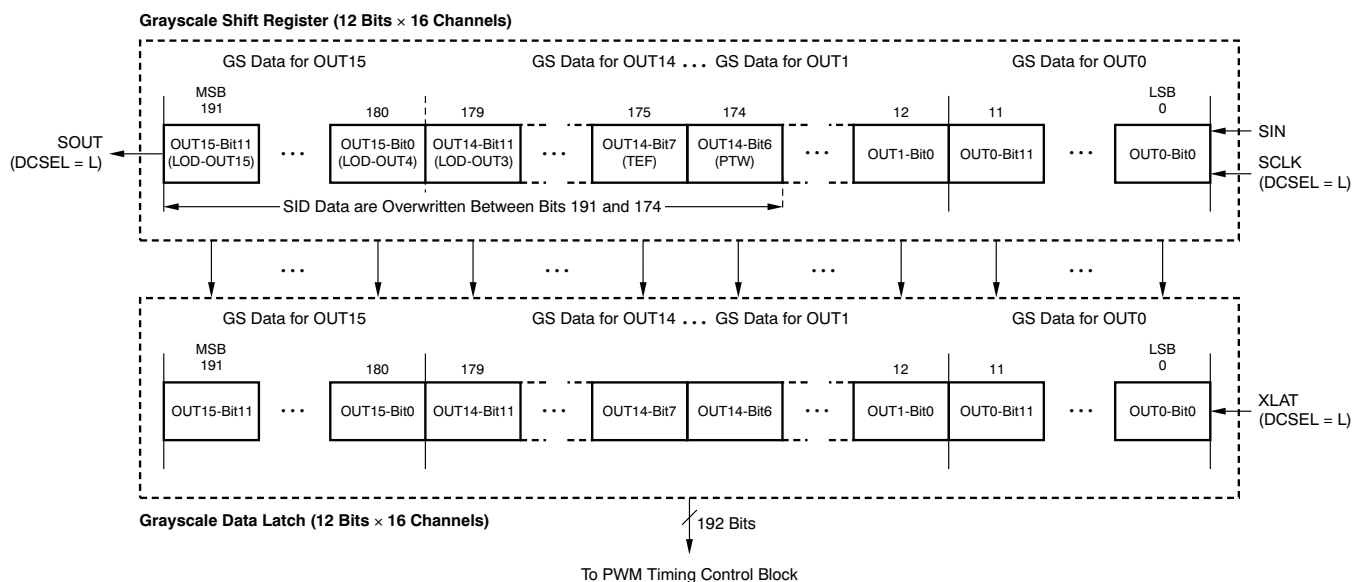 Grayscale Shift Register (12 Bits × 16 Channels)
GS Data for OUT15
GS Data for OUT14 ... GS Data for OUT1
GS Data for OUT0
MSB
191
180
179
175
174
12
11
LSB
0
SOUT
(DCSEL = L)
OUT15-Bit11
(LOD-OUT15)
...
OUT15-Bit0
(LOD-OUT4)
OUT14-Bit11
(LOD-OUT3)
...
OUT14-Bit7
(TEF)
OUT14-Bit6
(PTW)
...
OUT1-Bit0
OUT0-Bit11
...
OUT0-Bit0
SIN
SCLK
(DCSEL = L)
SID Data are Overwritten Between Bits 191 and 174
...
...
...
...
GS Data for OUT15
GS Data for OUT14 ... GS Data for OUT1
GS Data for OUT0
MSB
191
180
179
12
11
LSB
0
OUT15-Bit11
...
OUT15-Bit0
OUT14-Bit11
...
OUT14-Bit7
OUT14-Bit6
...
OUT1-Bit0
OUT0-Bit11
...
OUT0-Bit0
XLAT
(DCSEL = L)
Grayscale Data Latch (12 Bits × 16 Channels)
192 Bits
To PWM Timing Control Block